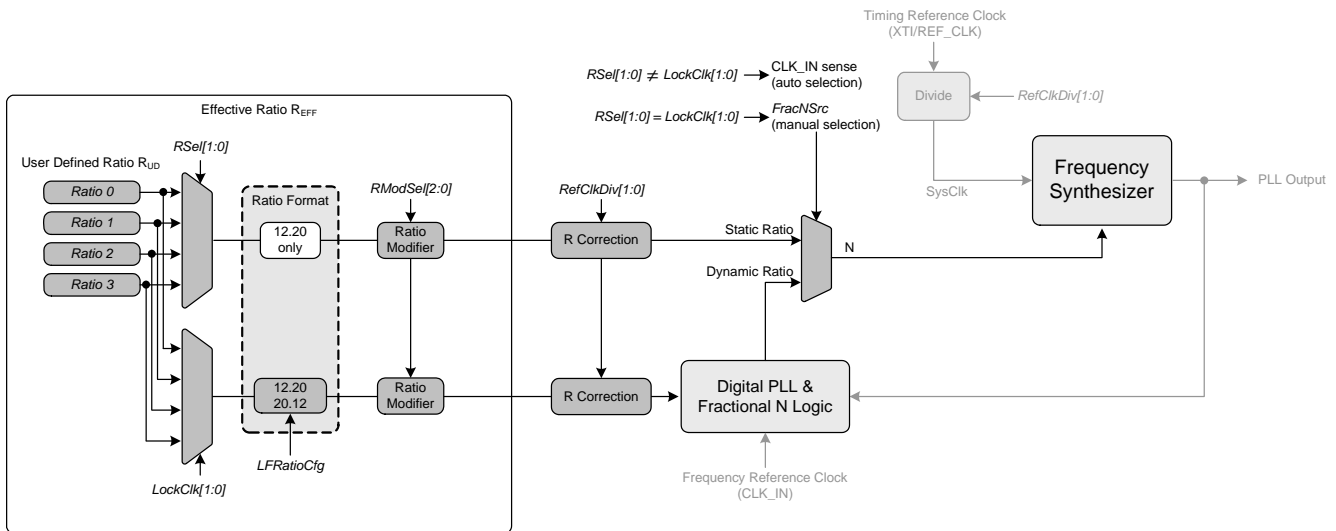 Timing Reference Clock
(XTI/REF_CLK)
RSel[1:0] ≠ LockClk[1:0]
CLK_IN sense
(auto selection)
Divide
RefClkDiv[1:0]
Effective Ratio REFF
RSel[1:0] = LockClk[1:0]
FracNSrc
(manual selection)
User Defined Ratio RUD
RSel[1:0]
Ratio 0
Ratio 1
Ratio 2
Ratio 3
Ratio Format
12.20
only
RModSel[2:0]
Ratio
Modifier
RefClkDiv[1:0]
R Correction
Static Ratio
Dynamic Ratio
N
SysClk
Frequency
Synthesizer
PLL Output
12.20
20.12
Ratio
Modifier
R Correction
Digital PLL &
Fractional N Logic
LFRatioCfg
LockClk[1:0]
Frequency Reference Clock
(CLK_IN)